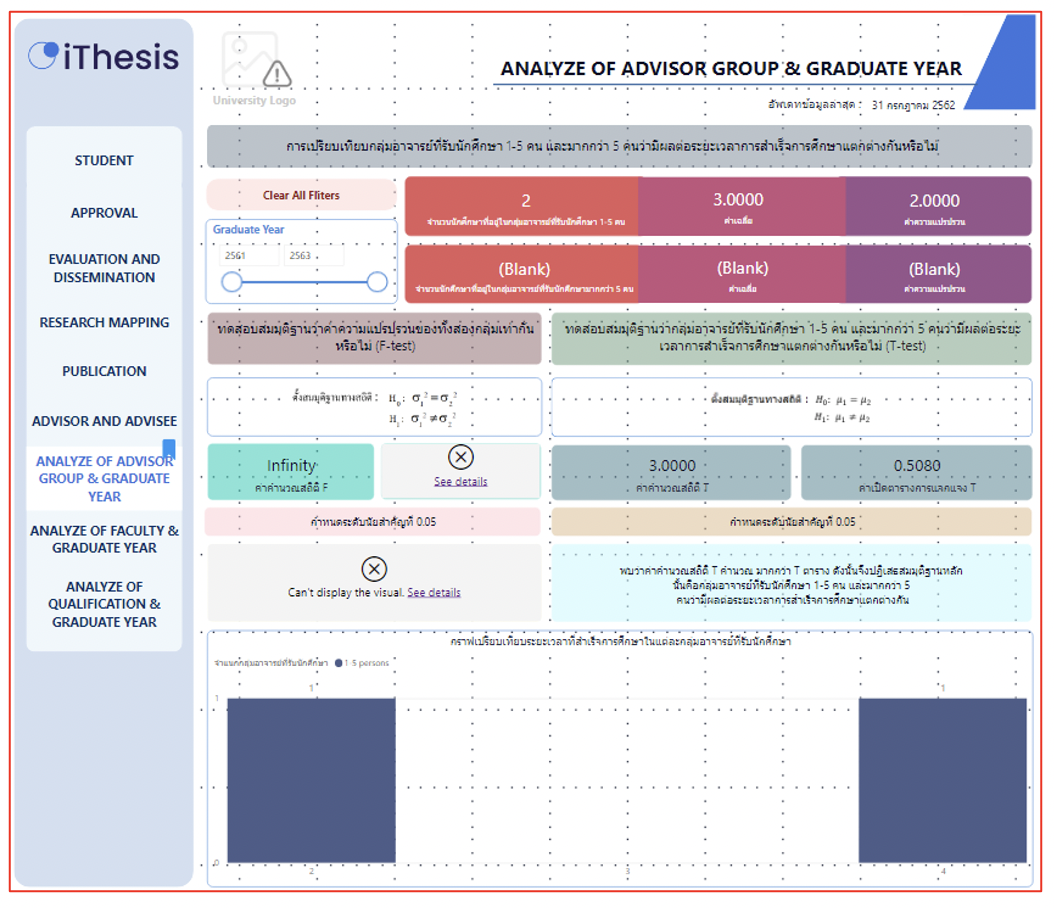 iThesis
University Logo
ANALYZE OF ADVISOR GROUP & GRADUATE YEAR
อัพเดทข้อมูลล่าสุด : 31 กรกฎาคม 2562
STUDENT
APPROVAL
EVALUATION AND
DISSEMINATION
RESEARCH MAPPING
PUBLICATION
ADVISOR AND ADVISEE
ANALYZE OF ADVISOR
GROUP & GRADUATE
YEAR
ANALYZE OF FACULTY &
GRADUATE YEAR
ANALYZE OF
QUALIFICATION &
GRADUATE YEAR
การเปรียบเทียบกลุ่มอาจารย์ที่รับนักศึกษา 1-5 คน และมากกว่า 5 คนว่ามีผลต่อระยะเวลาการสำเร็จการศึกษาแตกต่างกันหรือไม่
Clear All Fliters
Graduate Year
2561 2563
2
จำนวนนักศึกษาที่อยู่ในกลุ่มอาจารย์ที่รับนักศึกษา 1-5 คน
3.0000
ค่าเฉลี่ย
2.0000
ค่าความแปรปรวน
(Blank)
จำนวนนักศึกษาที่อยู่ในกลุ่มอาจารย์ที่รับนักศึกษามากกว่า 5 คน
(Blank)
ค่าเฉลี่ย
(Blank)
ค่าความแปรปรวน
ทดสอบสมมุติฐานว่าค่าความแปรปรวนของทั้งสองกลุ่มเท่ากัน
หรือไม่ (F-test)
ทดสอบสมมุติฐานว่ากลุ่มอาจารย์ที่รับนักศึกษา 1-5 คน และมากกว่า 5 คนว่ามีผลต่อระยะ
เวลาการสำเร็จการศึกษาแตกต่างกันหรือไม่ (T-test)
ตั้งสมมุติฐานทางสถิติ : H₀: σ₁² = σ₂²
H₁: σ₁² ≠ σ₂²
ตั้งสมมุติฐานทางสถิติ : H₀: μ₁ = μ₂
H₁: μ₁ ≠ μ₂
Infinity
ค่าคำนวณสถิติ F
See details
3.0000
ค่าคำนวณสถิติ T
0.5080
ค่าเปิดตารางการแจกแจง T
กำหนดระดับนัยสำคัญที่ 0.05
กำหนดระดับนัยสำคัญที่ 0.05
Can't display the visual. See details
พบว่าค่าคำนวณสถิติ T คำนวณ มากกว่า T ตาราง ดังนั้นจึงปฏิเสธสมมุติฐานหลัก
นั่นคือกลุ่มอาจารย์ที่รับนักศึกษา 1-5 คน และมากกว่า 5
คนว่ามีผลต่อระยะเวลาการสำเร็จการศึกษาแตกต่างกัน
กราฟเปรียบเทียบระยะเวลาที่สำเร็จการศึกษาในแต่ละกลุ่มอาจารย์ที่รับนักศึกษา
จำแนกกลุ่มอาจารย์ที่รับนักศึกษา 1-5 persons
1 1
1
0
2 3 4